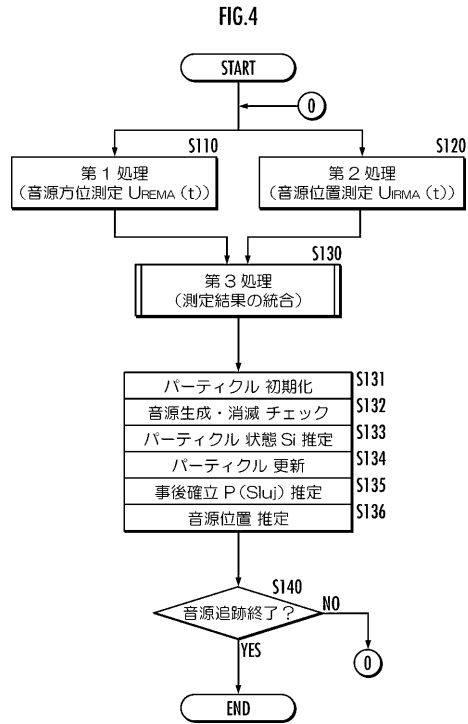 FIG.4
START
0
S110
第1処理
(音源方位測定 UREMA (t))
S120
第2処理
(音源位置測定 UIRMA (t))
S130
第3処理
(測定結果の統合)
パーティクル 初期化 S131
音源生成・消減 チェック S132
パーティクル 状態 Si 推定 S133
パーティクル 更新 S134
事後確立 P (S|uj) 推定 S135
音源位置 推定 S136
S140
音源追跡終了?
NO
YES
0
END